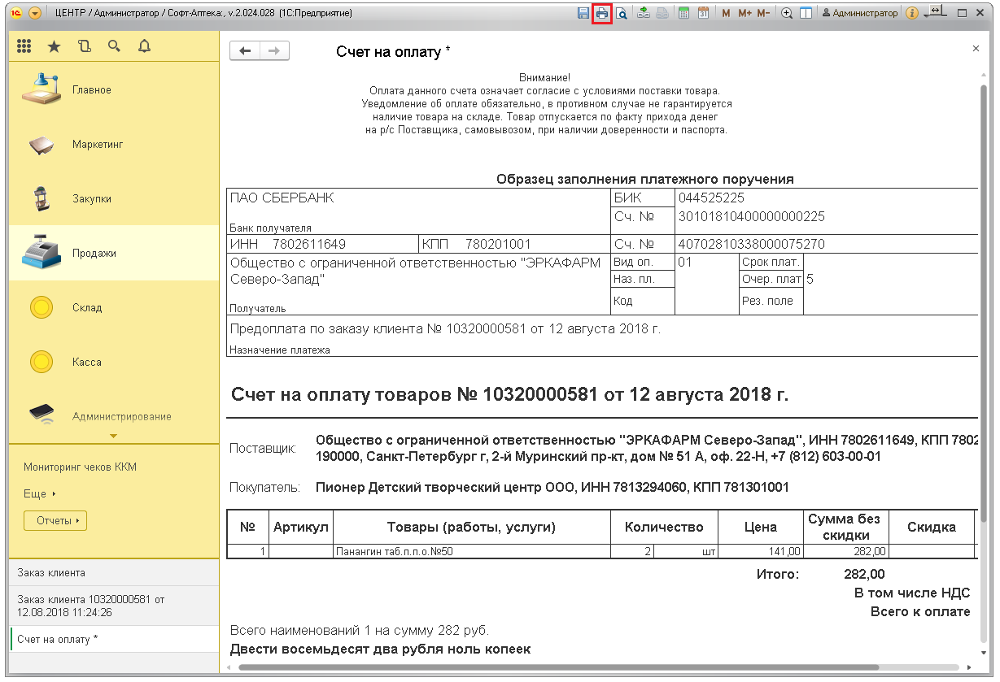 ЦЕНТР / Администратор / Софт-Аптека:, v.2.024.028 (1С:Предприятие)
M M+ M- Администратор
Главное
Маркетинг
Закупки
Продажи
Склад
Касса
Администрирование
Мониторинг чеков ККМ
Еще
Отчеты
Заказ клиента
Заказ клиента 10320000581 от
12.08.2018 11:24:26
Счет на оплату *
Счет на оплату *
Внимание!
Оплата данного счета означает согласие с условиями поставки товара.
Уведомление об оплате обязательно, в противном случае не гарантируется
наличие товара на складе. Товар отпускается по факту прихода денег
на р/с Поставщика, самовывозом, при наличии доверенности и паспорта.
Образец заполнения платежного поручения
ПАО СБЕРБАНК БИК 044525225
Сч. № 30101810400000000225
Банк получателя
ИНН 7802611649 КПП 780201001 Сч. № 40702810338000075270
Общество с ограниченной ответственностью "ЭРКАФАРМ Вид оп. 01 Срок плат.
Северо-Запад" Наз. пл. Очер. плат 5
Код Рез. поле
Получатель
Предоплата по заказу клиента № 10320000581 от 12 августа 2018 г.
Назначение платежа
Счет на оплату товаров № 10320000581 от 12 августа 2018 г.
Поставщик: Общество с ограниченной ответственностью "ЭРКАФАРМ Северо-Запад", ИНН 7802611649, КПП 7802
190000, Санкт-Петербург г, 2-й Муринский пр-кт, дом № 51 А, оф. 22-Н, +7 (812) 603-00-01
Покупатель: Пионер Детский творческий центр ООО, ИНН 7813294060, КПП 781301001
№ Артикул Товары (работы, услуги) Количество Цена Сумма без скидки Скидка
1 Панангин таб.п.п.о.№50 2 шт 141,00 282,00
Итого: 282,00
В том числе НДС
Всего к оплате
Всего наименований 1 на сумму 282 руб.
Двести восемьдесят два рубля ноль копеек